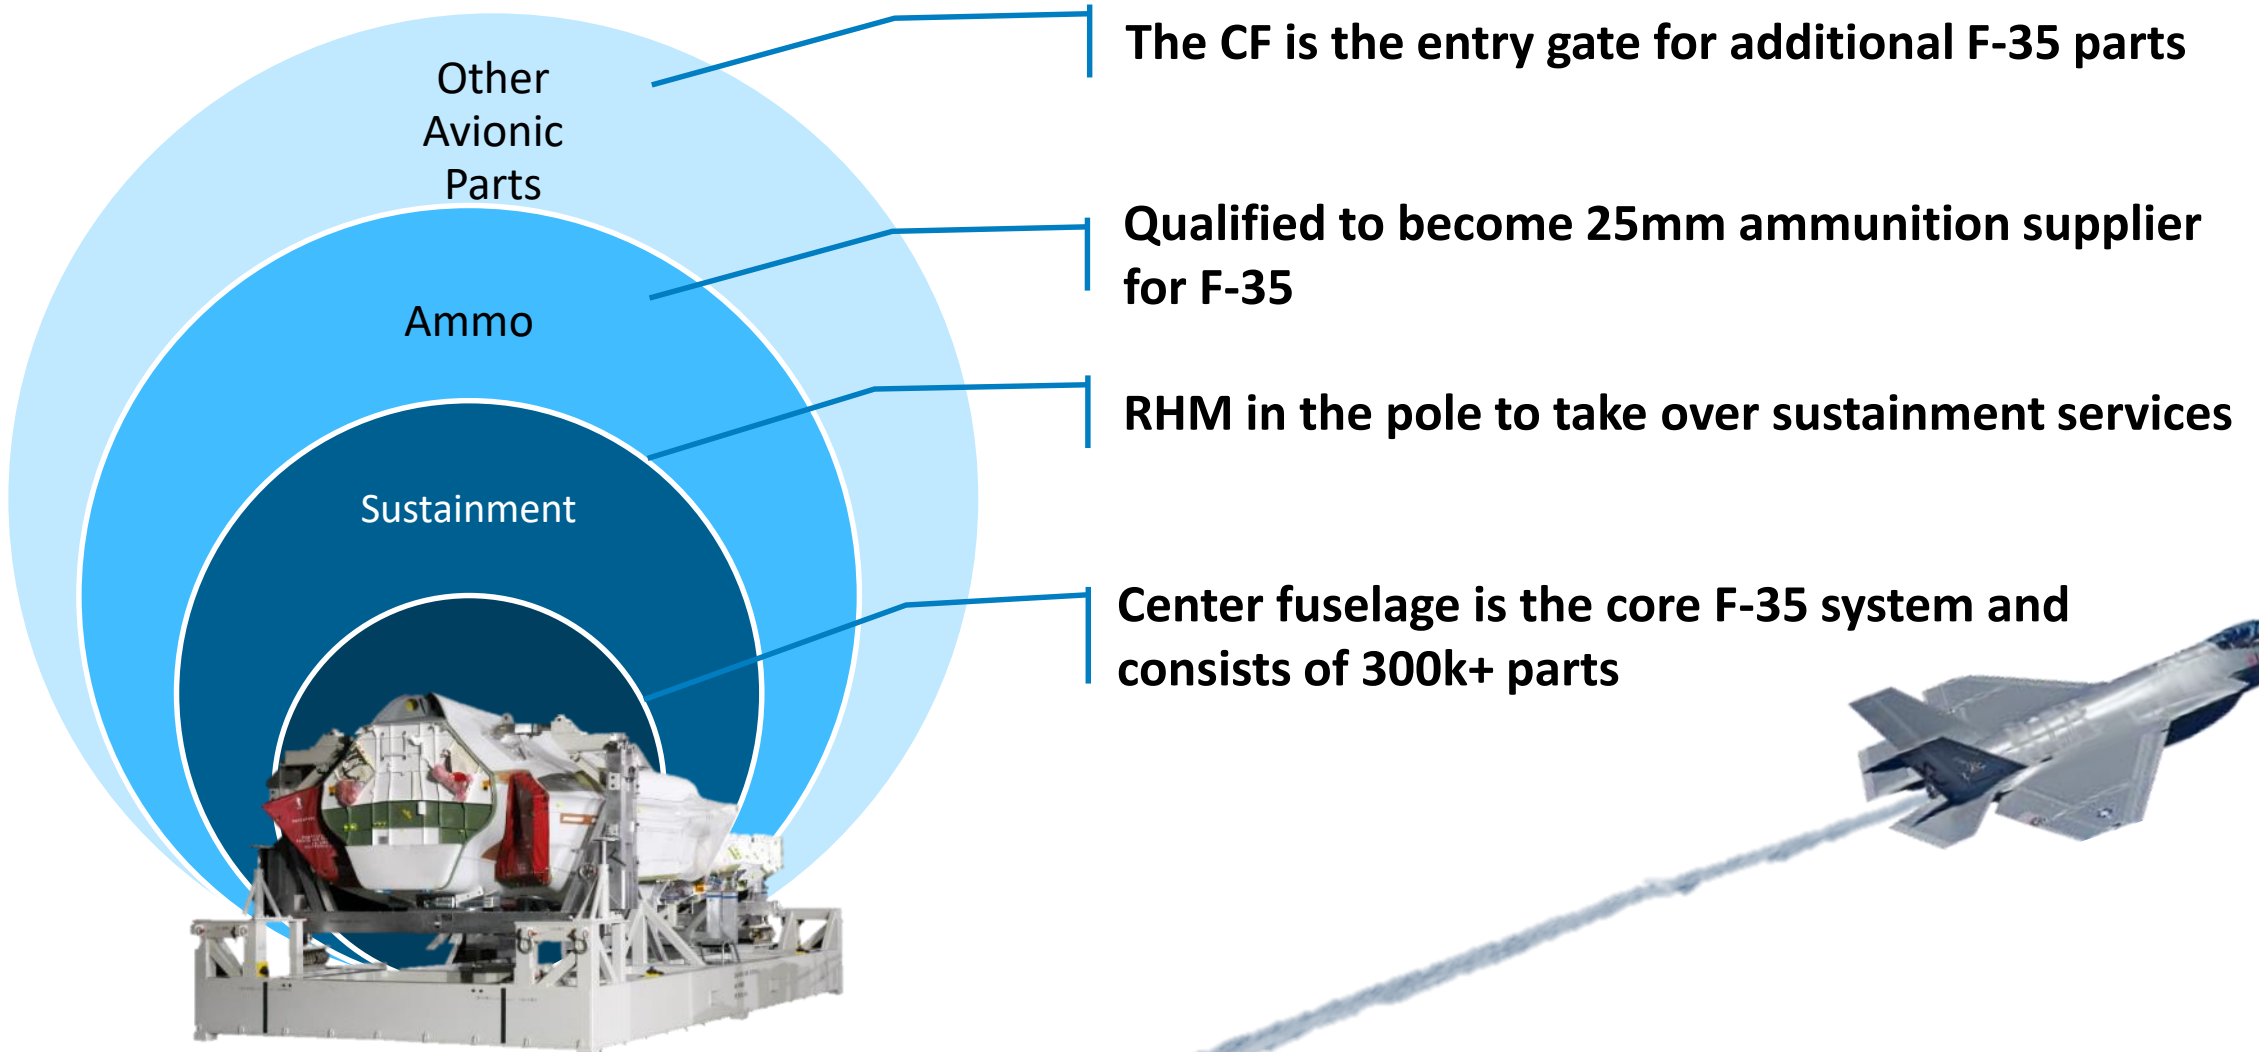 Other
Avionic
Parts
Ammo
Sustainment
The CF is the entry gate for additional F-35 parts
Qualified to become 25mm ammunition supplier
for F-35
RHM in the pole to take over sustainment services
Center fuselage is the core F-35 system and
consists of 300k+ parts